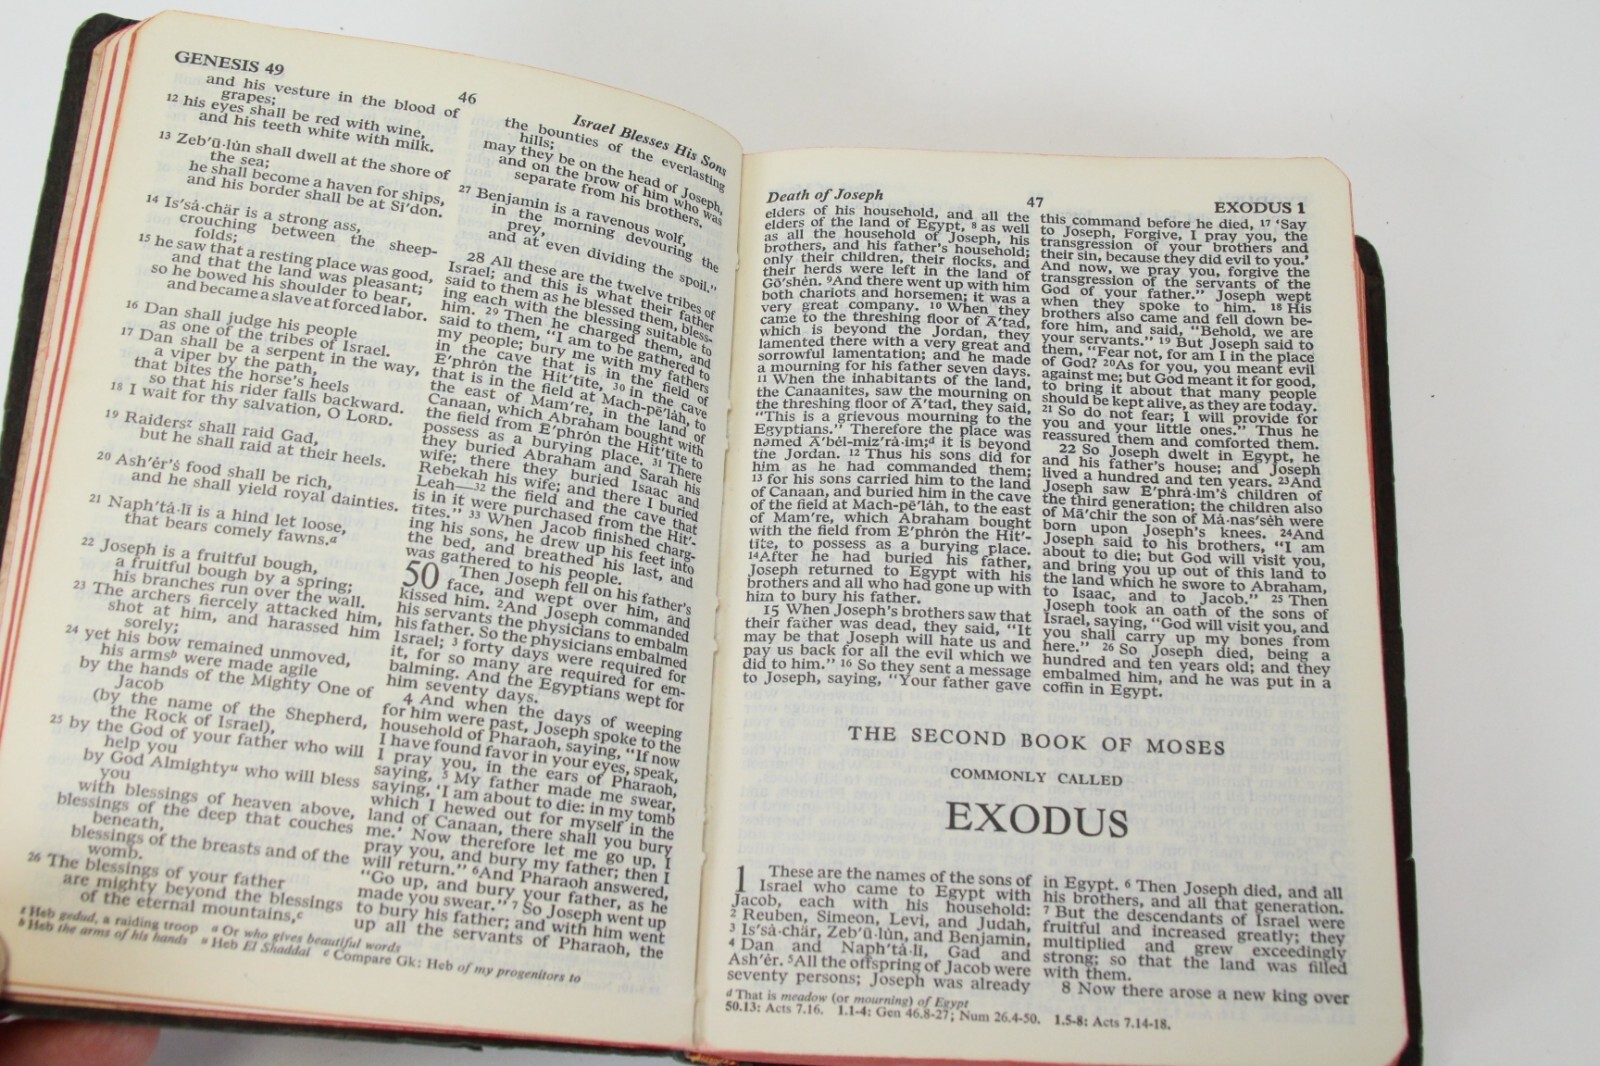 GENESIS 49
46
Israel Blesses His Sons
and his vesture in the blood of
grapes;
12 his eyes shall be red with wine,
and his teeth white with milk.
13 Zeb'ū·lùn shall dwell at the shore of
the sea;
he shall become a haven for ships,
and his border shall be at Sī'don.
14 Is'sȧ·chär is a strong ass,
crouching between the sheep-
folds;
15 he saw that a resting place was good,
and that the land was pleasant;
so he bowed his shoulder to bear,
and became a slave at forced labor.
16 Dan shall judge his people
as one of the tribes of Israel.
17 Dan shall be a serpent in the way,
a viper by the path,
that bites the horse's heels
so that his rider falls backward.
18 I wait for thy salvation, O LORD.
19 Raidersᶻ shall raid Gad,
but he shall raid at their heels.
20 Ash'ér's̀ food shall be rich,
and he shall yield royal dainties.
21 Naph'tȧ·lī is a hind let loose,
that bears comely fawns.ᵃ
22 Joseph is a fruitful bough,
a fruitful bough by a spring;
his branches run over the wall.
23 The archers fiercely attacked him,
shot at him, and harassed him
sorely;
24 yet his bow remained unmoved,
his armsᵇ were made agile
by the hands of the Mighty One of
Jacob
(by the name of the Shepherd,
the Rock of Israel),
25 by the God of your father who will
help you
by God Almightyᵘ who will bless
you
with blessings of heaven above,
blessings of the deep that couches
beneath,
blessings of the breasts and of the
womb.
26 The blessings of your father
are mighty beyond the blessings
of the eternal mountains,ᶜ
the bounties of the everlasting
hills;
may they be on the head of Joseph,
and on the brow of him who was
separate from his brothers.
27 Benjamin is a ravenous wolf,
in the morning devouring the
prey,
and at even dividing the spoil."
28 All these are the twelve tribes of
Israel; and this is what their father
said to them as he blessed them, bless-
ing each with the blessing suitable to
him. 29 Then he charged them, and
said to them, "I am to be gathered to
my people; bury me with my fathers
in the cave that is in the field of
E'phròn the Hit'tite, 30 in the cave
that is in the field at Mach-pē'làh, to
the east of Mam're, in the land of
Canaan, which Abraham bought with
the field from E'phròn the Hit'tite to
possess as a burying place. 31 There
they buried Abraham and Sarah his
wife; there they buried Isaac and
Rebekah his wife; and there I buried
Leah—32 the field and the cave that
is in it were purchased from the Hit'-
tites." 33 When Jacob finished charg-
ing his sons, he drew up his feet into
the bed, and breathed his last, and
was gathered to his people.
50 Then Joseph fell on his father's
face, and wept over him, and
kissed him. 2And Joseph commanded
his servants the physicians to embalm
his father. So the physicians embalmed
Israel; 3 forty days were required for
it, for so many are required for em-
balming. And the Egyptians wept for
him seventy days.
4 And when the days of weeping
for him were past, Joseph spoke to the
household of Pharaoh, saying, "If now
I have found favor in your eyes, speak,
I pray you, in the ears of Pharaoh,
saying, 5 My father made me swear,
saying, 'I am about to die: in my tomb
which I hewed out for myself in the
land of Canaan, there shall you bury
me.' Now therefore let me go up, I
pray you, and bury my father; then I
will return." 6And Pharaoh answered,
"Go up, and bury your father, as he
made you swear." 7 So Joseph went up
to bury his father; and with him went
up all the servants of Pharaoh, the
ᶻ Heb gedud, a raiding troop ᵃ Or who gives beautiful words
ᵇ Heb the arms of his hands ᵘ Heb El Shaddai ᶜ Compare Gk: Heb of my progenitors to
Death of Joseph
47
EXODUS 1
elders of his household, and all the
elders of the land of Egypt, 8 as well
as all the household of Joseph, his
brothers, and his father's household;
only their children, their flocks, and
their herds were left in the land of
Gō'shèn. 9And there went up with him
both chariots and horsemen; it was a
very great company. 10 When they
came to the threshing floor of Ā'tad,
which is beyond the Jordan, they
lamented there with a very great and
sorrowful lamentation; and he made
a mourning for his father seven days.
11 When the inhabitants of the land,
the Canaanites, saw the mourning on
the threshing floor of Ā'tad, they said,
"This is a grievous mourning to the
Egyptians." Therefore the place was
named Ā'bél-miz'rȧ·im;ᵈ it is beyond
the Jordan. 12 Thus his sons did for
him as he had commanded them;
13 for his sons carried him to the land
of Canaan, and buried him in the cave
of the field at Mach-pē'làh, to the east
of Mam're, which Abraham bought
with the field from E'phròn the Hit'-
tite, to possess as a burying place.
14After he had buried his father,
Joseph returned to Egypt with his
brothers and all who had gone up with
him to bury his father.
15 When Joseph's brothers saw that
their father was dead, they said, "It
may be that Joseph will hate us and
pay us back for all the evil which we
did to him." 16 So they sent a message
to Joseph, saying, "Your father gave
this command before he died, 17 'Say
to Joseph, Forgive, I pray you, the
transgression of your brothers and
their sin, because they did evil to you.'
And now, we pray you, forgive the
transgression of the servants of the
God of your father." Joseph wept
when they spoke to him. 18 His
brothers also came and fell down be-
fore him, and said, "Behold, we are
your servants." 19 But Joseph said to
them, "Fear not, for am I in the place
of God? 20As for you, you meant evil
against me; but God meant it for good,
to bring it about that many people
should be kept alive, as they are today.
21 So do not fear; I will provide for
you and your little ones." Thus he
reassured them and comforted them.
22 So Joseph dwelt in Egypt, he
and his father's house; and Joseph
lived a hundred and ten years. 23And
Joseph saw E'phrȧ·im's̀ children of
the third generation; the children also
of Mā'chir the son of Mȧ·nas'sèh were
born upon Joseph's knees. 24And
Joseph said to his brothers, "I am
about to die; but God will visit you,
and bring you up out of this land to
the land which he swore to Abraham,
to Isaac, and to Jacob." 25 Then
Joseph took an oath of the sons of
Israel, saying, "God will visit you, and
you shall carry up my bones from
here." 26 So Joseph died, being a
hundred and ten years old; and they
embalmed him, and he was put in a
coffin in Egypt.
THE SECOND BOOK OF MOSES
COMMONLY CALLED
EXODUS
1 These are the names of the sons of
Israel who came to Egypt with
Jacob, each with his household:
2 Reuben, Simeon, Levi, and Judah,
3 Is'sȧ·chär, Zeb'ū·lùn, and Benjamin,
4 Dan and Naph'tȧ·lī, Gad and
Ash'ér. 5All the offspring of Jacob were
seventy persons; Joseph was already
in Egypt. 6 Then Joseph died, and all
his brothers, and all that generation.
7 But the descendants of Israel were
fruitful and increased greatly; they
multiplied and grew exceedingly
strong; so that the land was filled
with them.
8 Now there arose a new king over
ᵈ That is meadow (or mourning) of Egypt
50.13: Acts 7.16. 1.1-4: Gen 46.8-27; Num 26.4-50. 1.5-8: Acts 7.14-18.